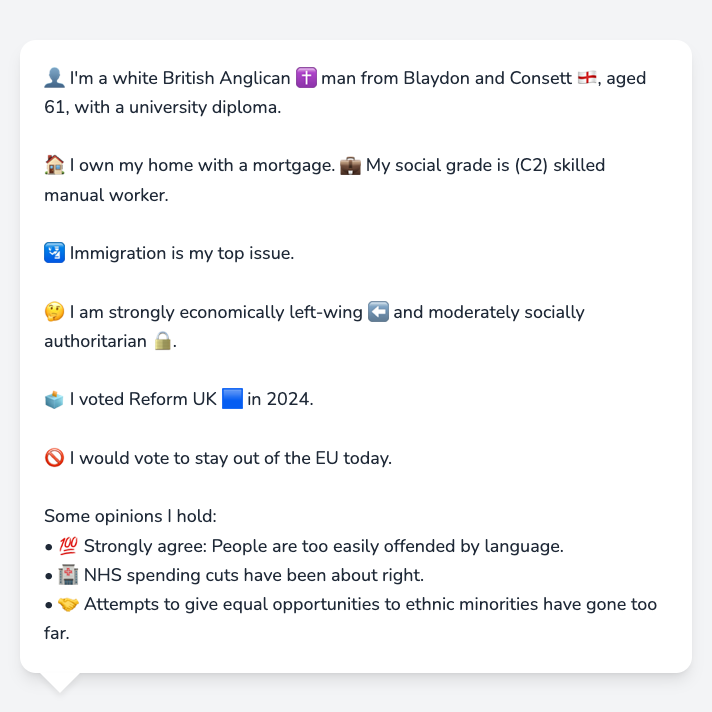 👤 I'm a white British Anglican ✝️ man from Blaydon and Consett 🏴󠁧󠁢󠁥󠁮󠁧󠁿, aged
61, with a university diploma.
🏠 I own my home with a mortgage. 💼 My social grade is (C2) skilled
manual worker.
🛂 Immigration is my top issue.
🤔 I am strongly economically left-wing ⬅️ and moderately socially
authoritarian 🔒.
🗳️ I voted Reform UK 🟦 in 2024.
🚫 I would vote to stay out of the EU today.
Some opinions I hold:
• 💯 Strongly agree: People are too easily offended by language.
• 🏥 NHS spending cuts have been about right.
• 🤝 Attempts to give equal opportunities to ethnic minorities have gone too
far.